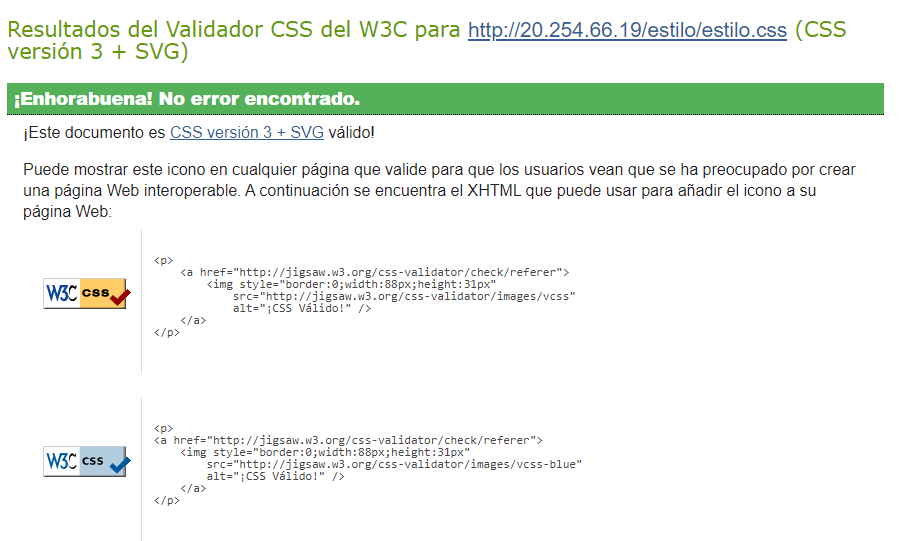 Resultados del Validador CSS del W3C para http://20.254.66.19/estilo/estilo.css (CSS
versión 3 + SVG)
¡Enhorabuena! No error encontrado.
¡Este documento es CSS versión 3 + SVG válido!
Puede mostrar este icono en cualquier página que valide para que los usuarios vean que se ha preocupado por crear
una página Web interoperable. A continuación se encuentra el XHTML que puede usar para añadir el icono a su
página Web:
W3C css
<p>
<a href="http://jigsaw.w3.org/css-validator/check/referer">
<img style="border:0;width:88px;height:31px"
src="http://jigsaw.w3.org/css-validator/images/vcss"
alt="¡CSS Válido!" />
</a>
</p>
W3C css
<p>
<a href="http://jigsaw.w3.org/css-validator/check/referer">
<img style="border:0;width:88px;height:31px"
src="http://jigsaw.w3.org/css-validator/images/vcss-blue"
alt="¡CSS Válido!" />
</a>
</p>